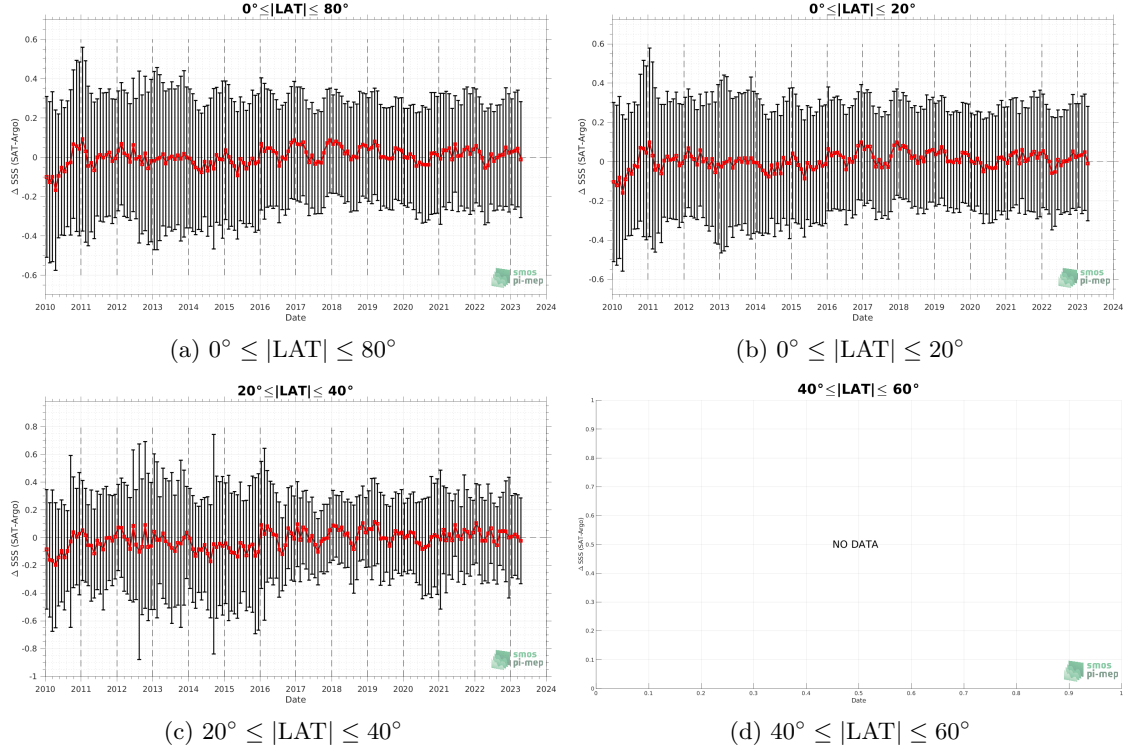 0°≤|LAT|≤ 80°
Δ SSS (SAT-Argo)
0.6
0.4
0.2
0
-0.2
-0.4
-0.6
2010 2011 2012 2013 2014 2015 2016 2017 2018 2019 2020 2021 2022 2023 2024
Date
smos
pi-mep
(a) 0° ≤ |LAT| ≤ 80°
0°≤|LAT|≤ 20°
Δ SSS (SAT-Argo)
0.6
0.4
0.2
0
-0.2
-0.4
-0.6
2010 2011 2012 2013 2014 2015 2016 2017 2018 2019 2020 2021 2022 2023 2024
Date
smos
pi-mep
(b) 0° ≤ |LAT| ≤ 20°
20°≤|LAT|≤ 40°
Δ SSS (SAT-Argo)
0.8
0.6
0.4
0.2
0
-0.2
-0.4
-0.6
-0.8
-1
2010 2011 2012 2013 2014 2015 2016 2017 2018 2019 2020 2021 2022 2023 2024
Date
smos
pi-mep
(c) 20° ≤ |LAT| ≤ 40°
40°≤|LAT|≤ 60°
Δ SSS (SAT-Argo)
1
0.9
0.8
0.7
0.6
0.5
0.4
0.3
0.2
0.1
0
NO DATA
0 0.1 0.2 0.3 0.4 0.5 0.6 0.7 0.8 0.9 1
Date
smos
pi-mep
(d) 40° ≤ |LAT| ≤ 60°